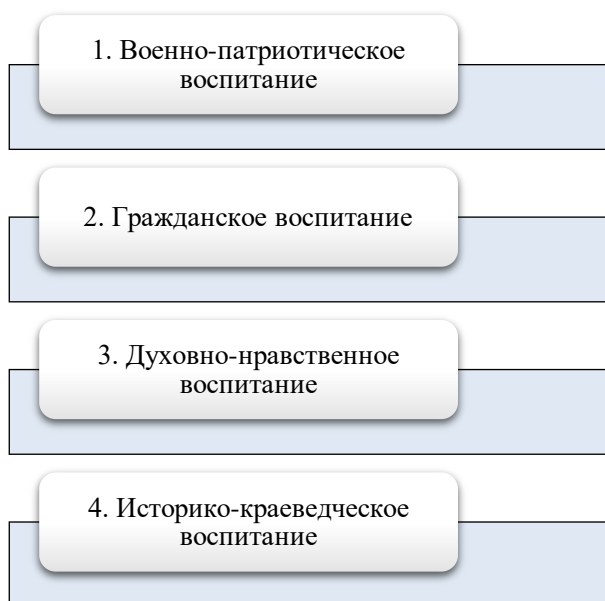 1. Военно-патриотическое
воспитание
2. Гражданское воспитание
3. Духовно-нравственное
воспитание
4. Историко-краеведческое
воспитание